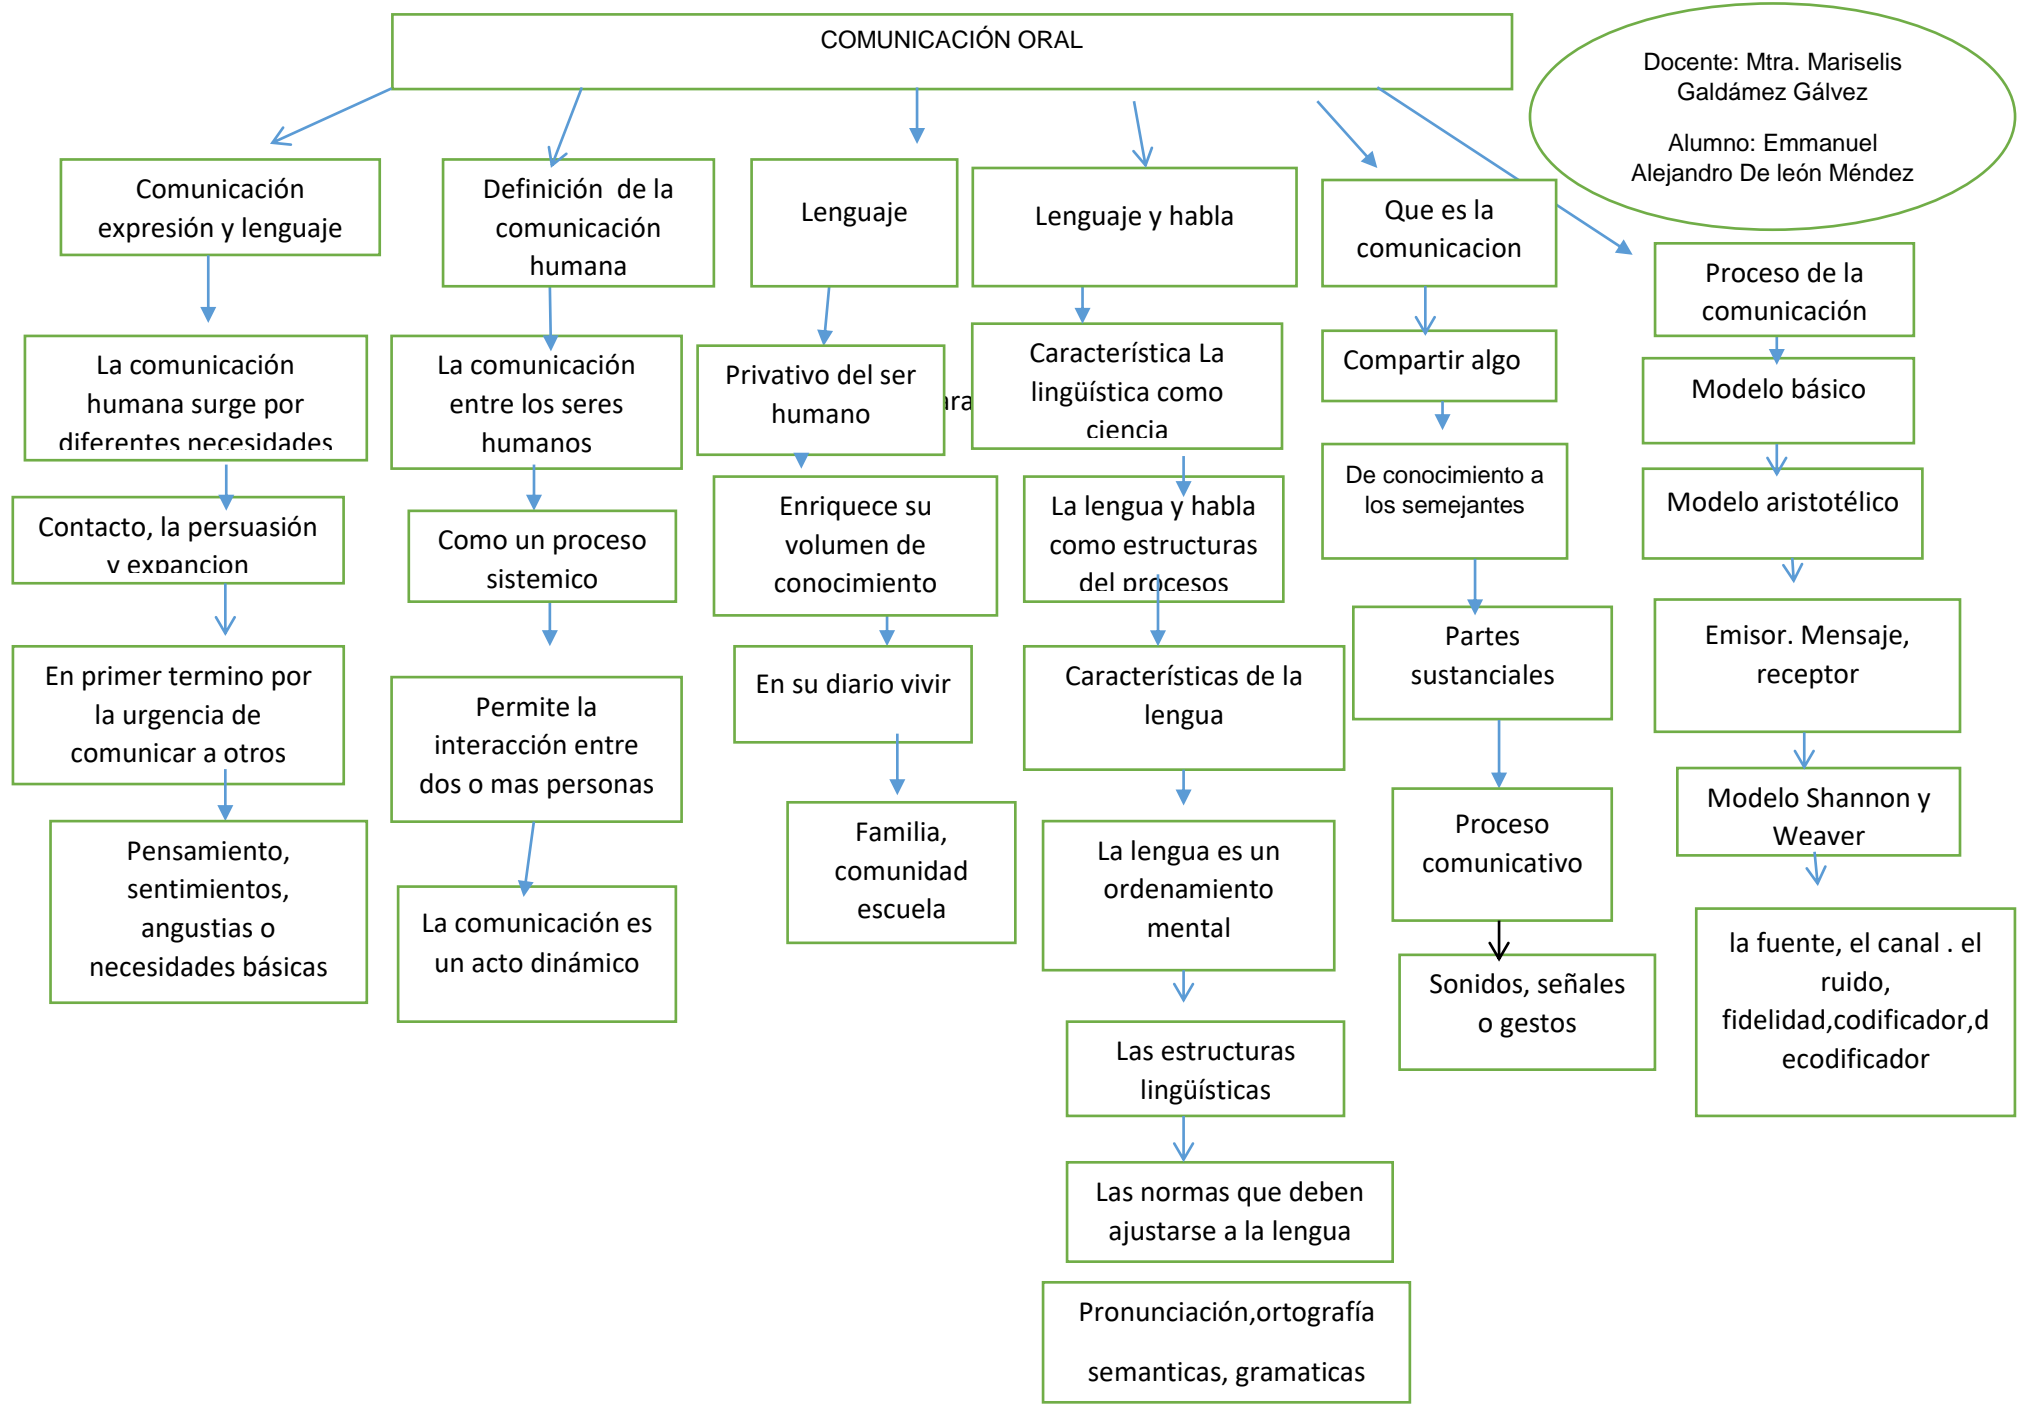 COMUNICACIÓN ORAL
Docente: Mtra. Mariselis
Galdámez Gálvez
Alumno: Emmanuel
Alejandro De león Méndez
Comunicación
expresión y lenguaje
La comunicación
humana surge por
diferentes necesidades
Contacto, la persuasión
y expancion
En primer termino por
la urgencia de
comunicar a otros
Pensamiento,
sentimientos,
angustias o
necesidades básicas
Definición de la
comunicación
humana
La comunicación
entre los seres
humanos
Como un proceso
sistemico
Permite la
interacción entre
dos o mas personas
La comunicación es
un acto dinámico
Lenguaje
Privativo del ser
humano
Enriquece su
volumen de
conocimiento
En su diario vivir
Familia,
comunidad
escuela
Lenguaje y habla
Característica La
lingüística como
ciencia
La lengua y habla
como estructuras
del procesos
Características de la
lengua
La lengua es un
ordenamiento
mental
Las estructuras
lingüísticas
Las normas que deben
ajustarse a la lengua
Pronunciación,ortografía
semanticas, gramaticas
Que es la
comunicacion
Compartir algo
De conocimiento a
los semejantes
Partes
sustanciales
Proceso
comunicativo
Sonidos, señales
o gestos
Proceso de la
comunicación
Modelo básico
Modelo aristotélico
Emisor. Mensaje,
receptor
Modelo Shannon y
Weaver
la fuente, el canal . el
ruido,
fidelidad,codificador,d
ecodificador